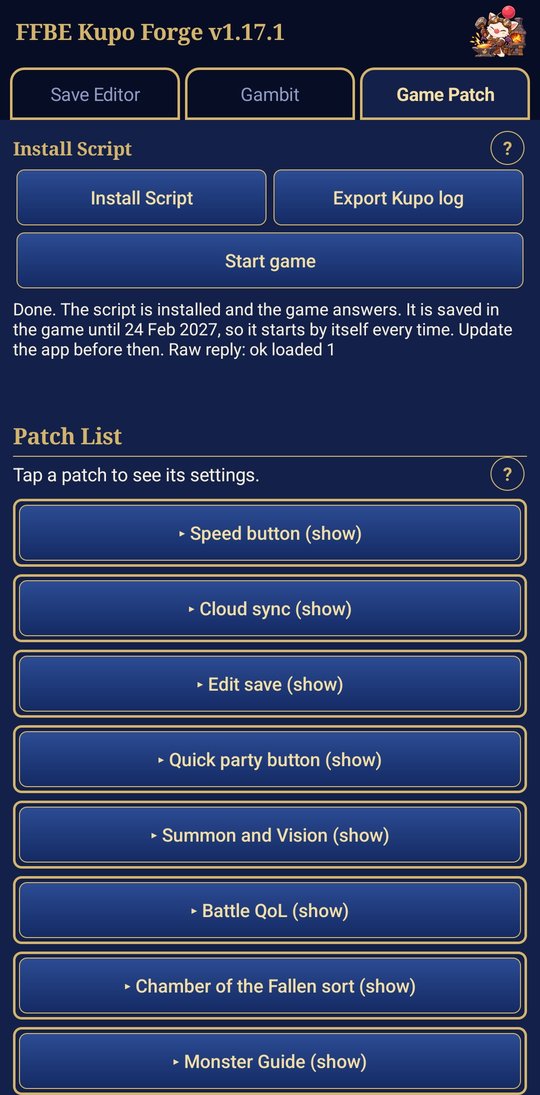 FFBE Kupo Forge v1.17.1
Save Editor
Gambit
Game Patch
Install Script
?
Install Script
Export Kupo log
Start game
Done. The script is installed and the game answers. It is saved in
the game until 24 Feb 2027, so it starts by itself every time. Update
the app before then. Raw reply: ok loaded 1
Patch List
Tap a patch to see its settings.
?
▸ Speed button (show)
▸ Cloud sync (show)
▸ Edit save (show)
▸ Quick party button (show)
▸ Summon and Vision (show)
▸ Battle QoL (show)
▸ Chamber of the Fallen sort (show)
▸ Monster Guide (show)